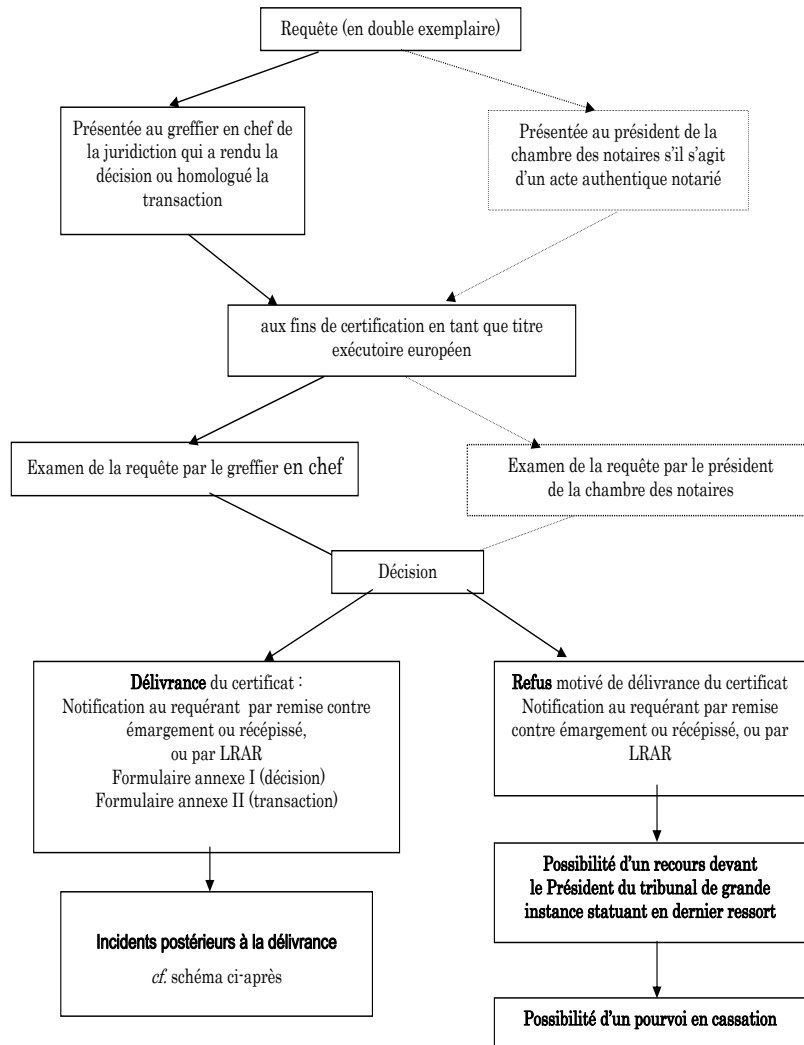 Requête (en double exemplaire)
Présentée au greffier en chef de
la juridiction qui a rendu la
décision ou homologué la
transaction
Présentée au président de la
chambre des notaires s’il s’agit
d’un acte authentique notarié
aux fins de certification en tant que titre
exécutoire européen
Examen de la requête par le greffier en chef
Examen de la requête par le président
de la chambre des notaires
Décision
Délivrance du certificat :
Notification au requérant par remise contre
émargement ou récépissé,
ou par LRAR
Formulaire annexe I (décision)
Formulaire annexe II (transaction)
Refus motivé de délivrance du certificat
Notification au requérant par remise
contre émargement ou récépissé, ou par
LRAR
Incidents postérieurs à la délivrance
cf. schéma ci-après
Possibilité d’un recours devant
le Président du tribunal de grande
instance statuant en dernier ressort
Possibilité d’un pourvoi en cassation